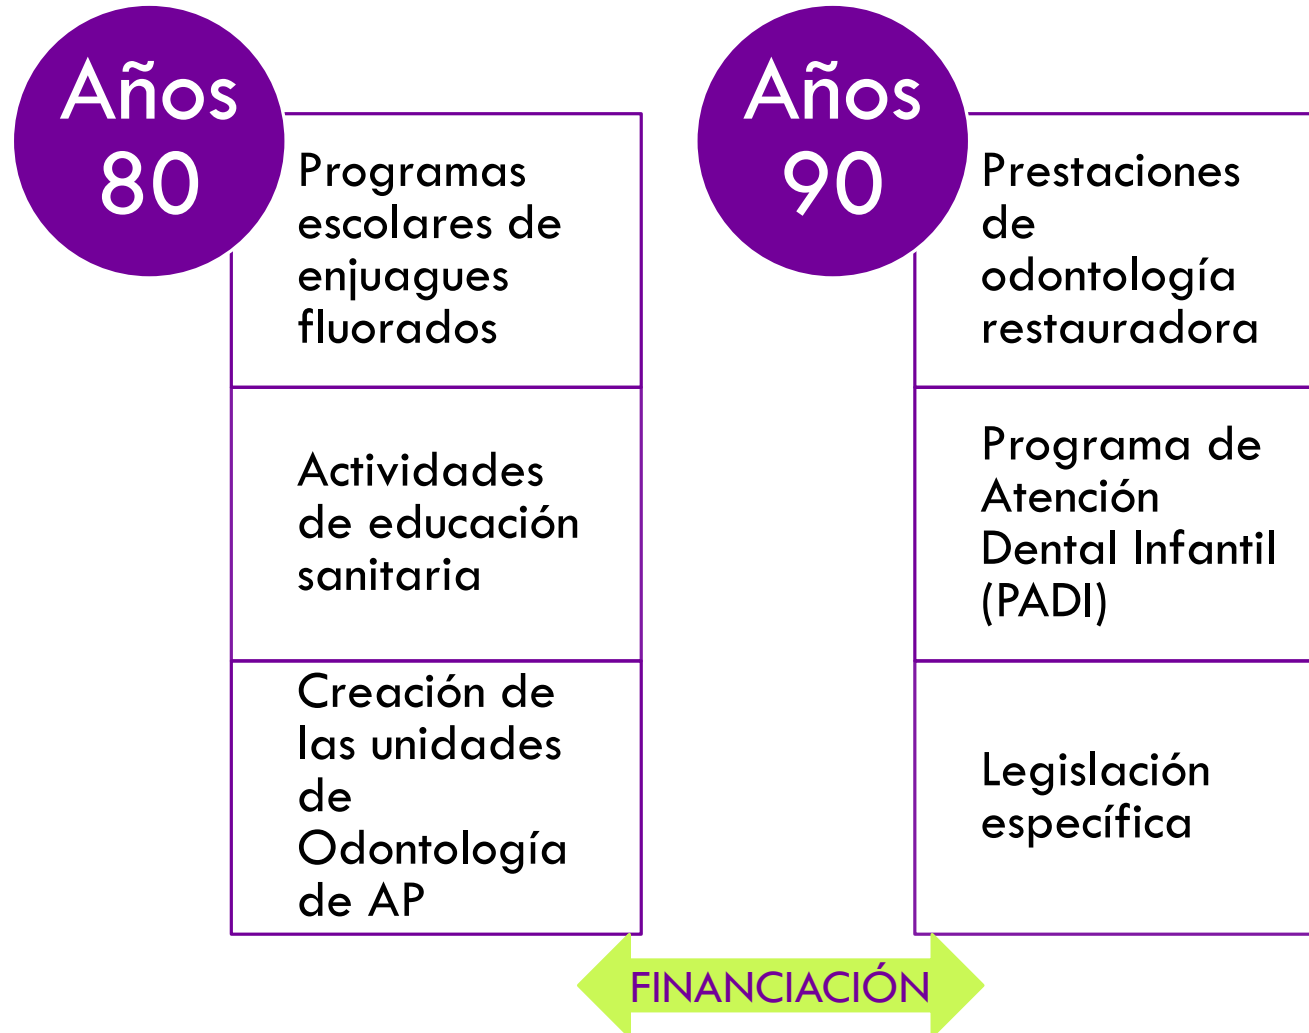 Años
80
Programas
escolares de
enjuagues
fluorados
Actividades
de educación
sanitaria
Creación de
las unidades
de
Odontología
de AP
Años
90
Prestaciones
de
odontología
restauradora
Programa de
Atención
Dental Infantil
(PADI)
Legislación
específica
FINANCIACIÓN